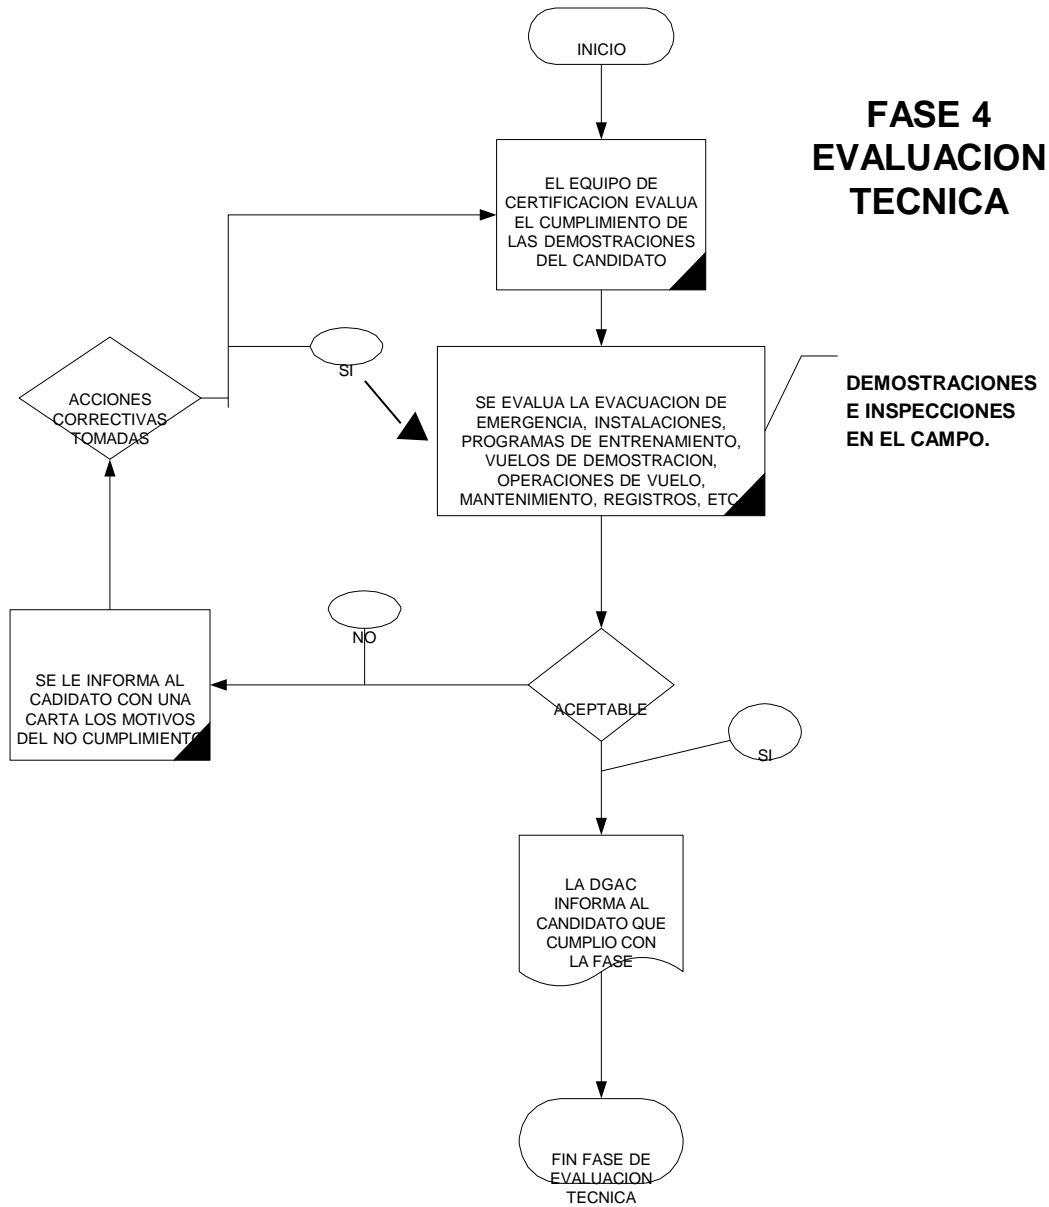 INICIO
FASE 4
EVALUACION
TECNICA
EL EQUIPO DE
CERTIFICACION EVALUA
EL CUMPLIMIENTO DE
LAS DEMOSTRACIONES
DEL CANDIDATO
SI
ACCIONES
CORRECTIVAS
TOMADAS
SE EVALUA LA EVACUACION DE
EMERGENCIA, INSTALACIONES,
PROGRAMAS DE ENTRENAMIENTO,
VUELOS DE DEMOSTRACION,
OPERACIONES DE VUELO,
MANTENIMIENTO, REGISTROS, ETC
DEMOSTRACIONES
E INSPECCIONES
EN EL CAMPO.
NO
SE LE INFORMA AL
CADIDATO CON UNA
CARTA LOS MOTIVOS
DEL NO CUMPLIMIENTO
ACEPTABLE
SI
LA DGAC
INFORMA AL
CANDIDATO QUE
CUMPLIO CON
LA FASE
FIN FASE DE
EVALUACION
TECNICA